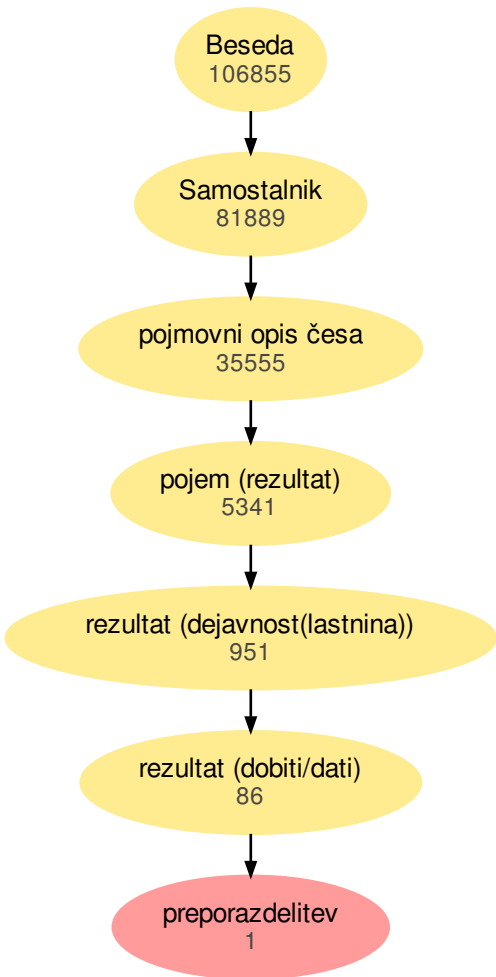 Beseda
106855
Samostalnik
81889
pojmovni opis česa
35555
pojem (rezultat)
5341
rezultat (dejavnost(lastnina))
951
rezultat (dobiti/dati)
86
preporazdelitev
1